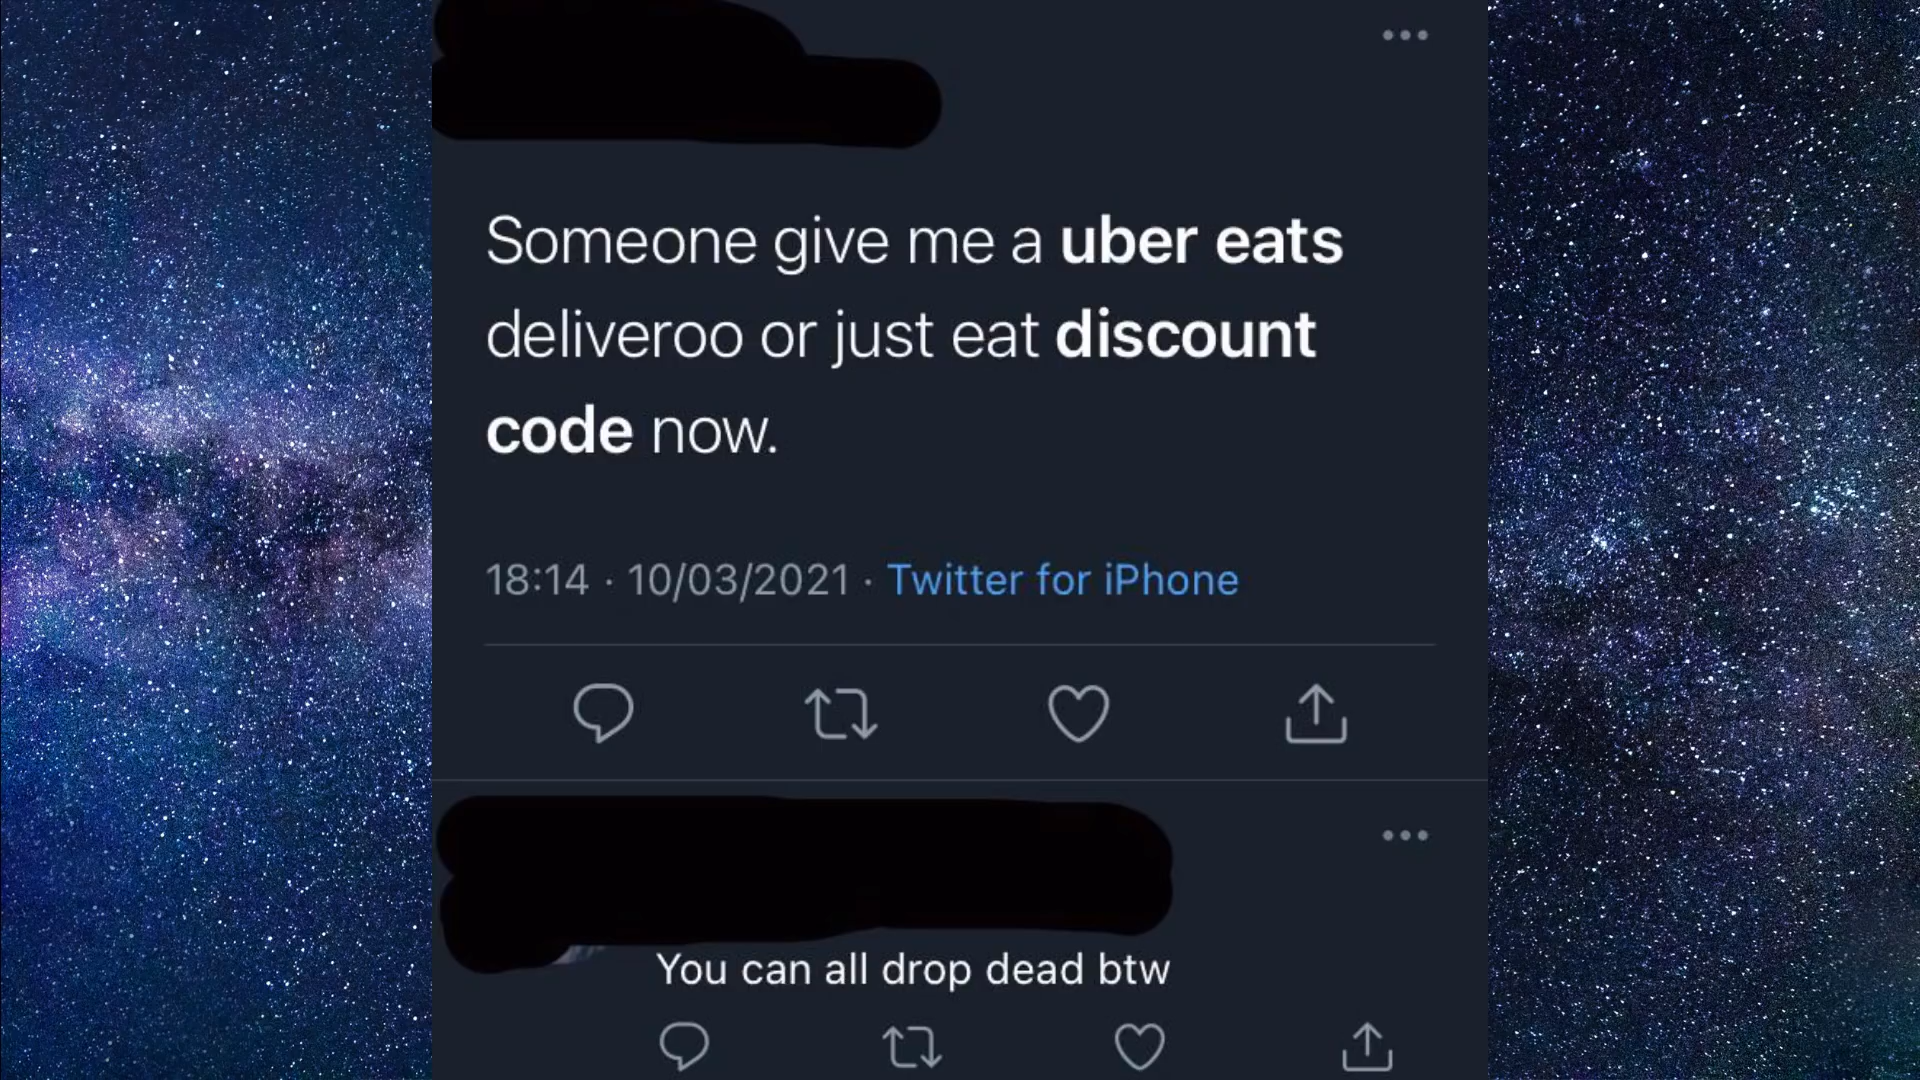 Someone give me a uber eats
deliveroo or just eat discount
code now.
18:14 · 10/03/2021 · Twitter for iPhone
You can all drop dead btw